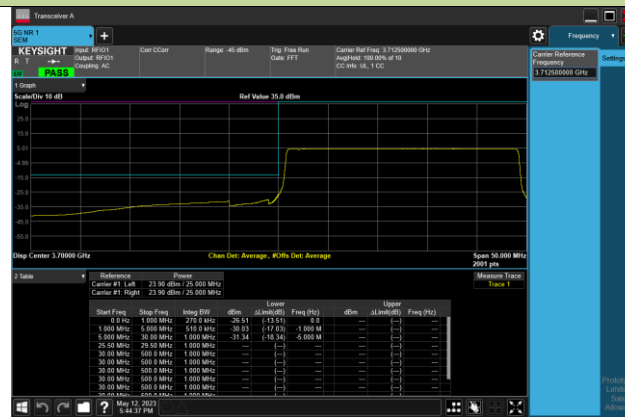 Transceiver A
5G NR 1
SEM
Frequency
KEYSIGHT
R T
PASS
Input: RFIO1
Output: RFIO1
Coupling: AC
Corr CCorr
Range: -45 dBm
Trig: Free Run
Gate: FFT
Carrier Ref Freq: 3.712500000 GHz
Avg|Hold: 100.00% of 10
CC Info: UL, 1 CC
Carrier Reference
Frequency
3.712500000 GHz
Settings
1 Graph
Scale/Div 10 dB
Ref Value 35.0 dBm
Log
25.0
15.0
5.01
-4.99
-15.0
-25.0
-35.0
-45.0
-55.0
Disp Center 3.70000 GHz
Chan Det: Average , #Offs Det: Average
Span 50.000 MHz
2001 pts
2 Table
Reference Power
Carrier #1: Left 23.90 dBm / 25.000 MHz
Carrier #1: Right 23.90 dBm / 25.000 MHz
Measure Trace
Trace 1
Lower Upper
Start Freq Stop Freq Integ BW dBm ΔLimit(dB) Freq (Hz) dBm ΔLimit(dB) Freq (Hz)
0.0 Hz 1.000 MHz 270.0 kHz -26.51 (-13.51) 0.0 --- (---) ---
1.000 MHz 5.000 MHz 510.0 kHz -30.03 (-17.03) -1.000 M --- (---) ---
5.000 MHz 30.00 MHz 1.000 MHz -31.34 (-18.34) -5.000 M --- (---) ---
25.50 MHz 29.50 MHz 1.000 MHz --- (---) --- --- (---) ---
30.00 MHz 500.0 MHz 1.000 MHz --- (---) --- --- (---) ---
30.00 MHz 500.0 MHz 1.000 MHz --- (---) --- --- (---) ---
30.00 MHz 500.0 MHz 1.000 MHz --- (---) --- --- (---) ---
30.00 MHz 500.0 MHz 1.000 MHz --- (---) --- --- (---) ---
30.00 MHz 500.0 MHz 1.000 MHz --- (---) --- --- (---) ---
May 12, 2023
5:44:37 PM